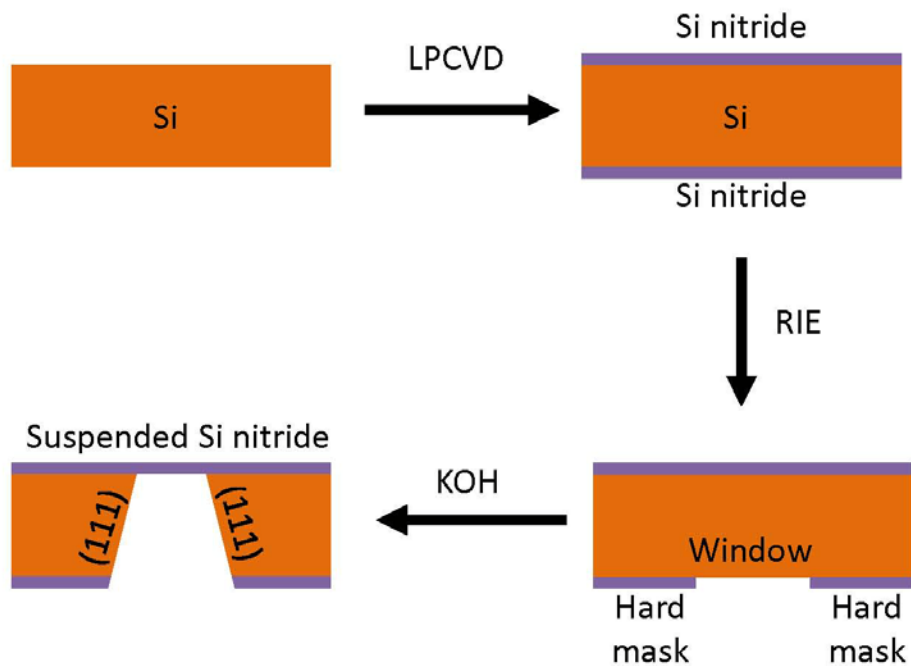 Si
LPCVD
Si nitride
Si
Si nitride
RIE
Window
Hard
mask
Hard
mask
KOH
Suspended Si nitride
(111)
(111)